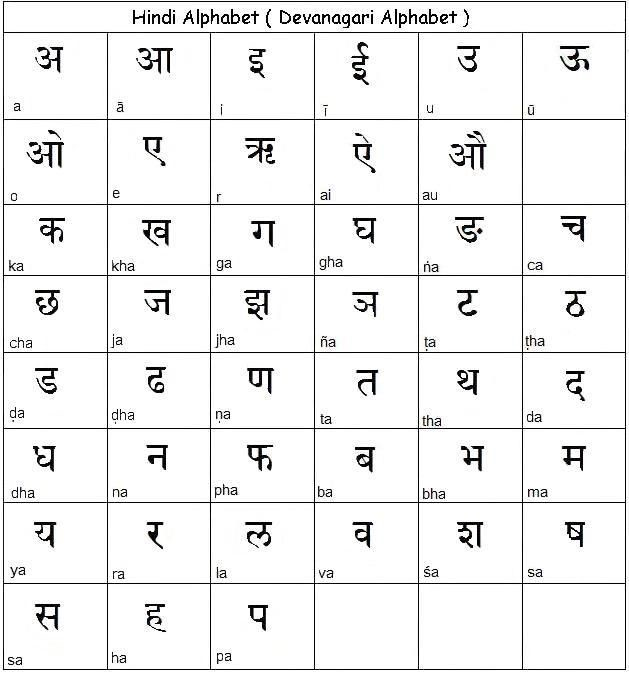 Hindi Alphabet ( Devanagari Alphabet )
अ आ इ ई उ ऊ
a ā i ī u ū
ओ ए ऋ ऐ औ
o e r ai au
क ख ग घ ङ च
ka kha ga gha ṅa ca
छ ज झ ञ ट ठ
cha ja jha ña ṭa ṭha
ड ढ ण त थ द
ḍa ḍha ṇa ta tha da
ध न फ ब भ म
dha na pha ba bha ma
य र ल व श ष
ya ra la va śa sa
स ह प
sa ha pa